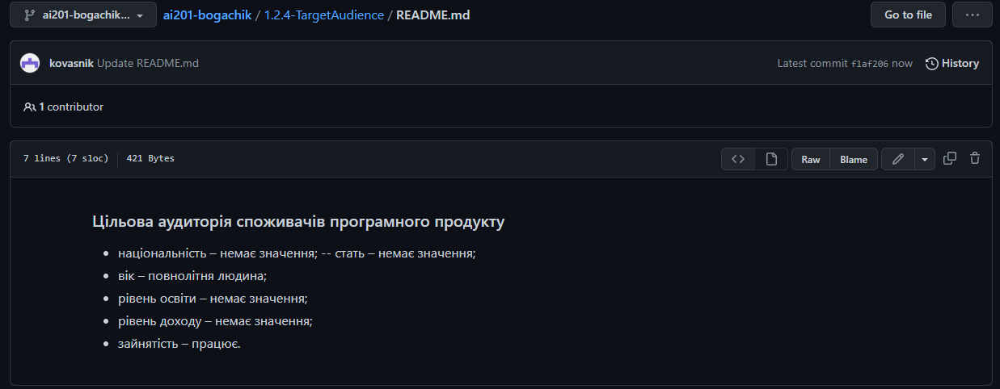 ai201-bogachik... ai201-bogachik / 1.2.4-TargetAudience / README.md Go to file ...
kovasnik Update README.md Latest commit f1af206 now History
1 contributor
7 lines (7 sloc) 421 Bytes <> Raw Blame
Цільова аудиторія споживачів програмного продукту
• національність – немає значення; -- стать – немає значення;
• вік – повнолітня людина;
• рівень освіти – немає значення;
• рівень доходу – немає значення;
• зайнятість – працює.